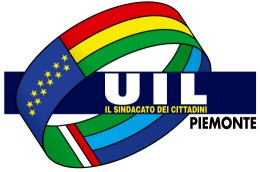 UIL
IL SINDACATO DEI CITTADINI
PIEMONTE